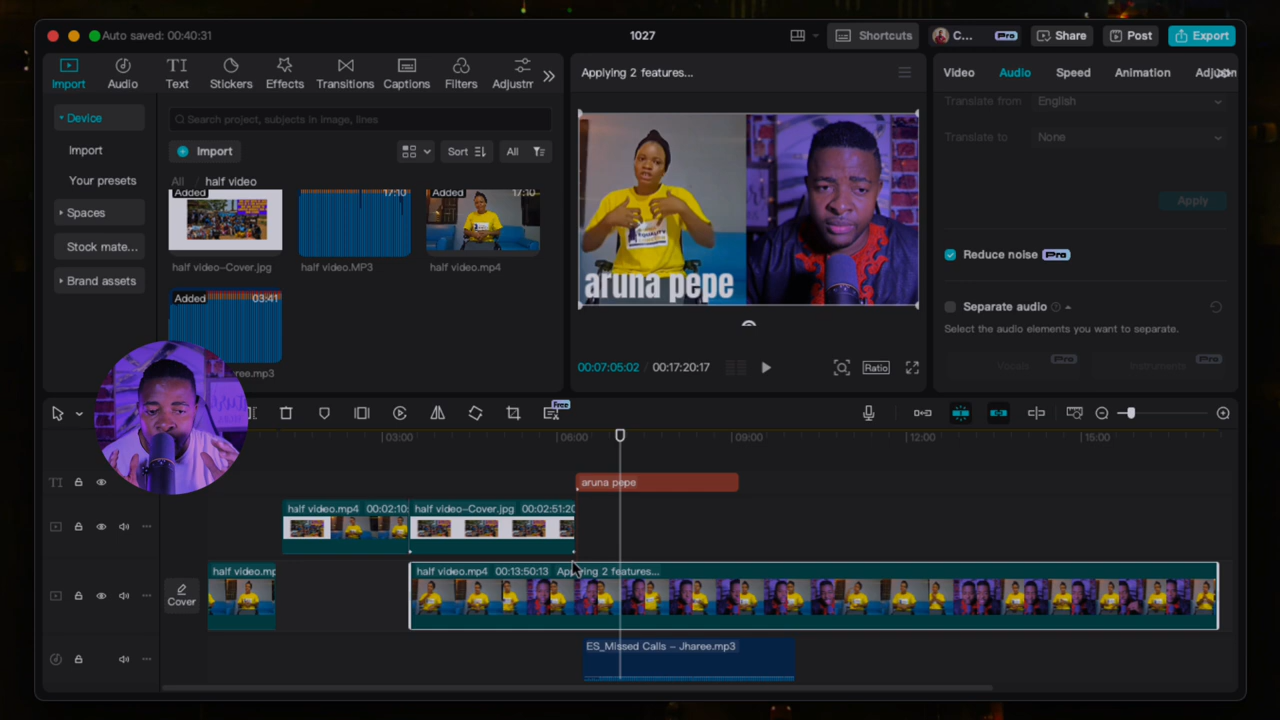 Auto saved: 00:40:31
1027
Shortcuts
C...
Pro
Share
Post
Export
Import
Audio
Text
Stickers
Effects
Transitions
Captions
Filters
Adjustm
Applying 2 features...
Video
Audio
Speed
Animation
Device
Search project, subjects in image, lines
Translate from
English
Import
Import
Sort
All
Translate to
None
Your presets
All / half video
Spaces
Added
17:10
Added
17:10
Apply
Stock mate...
Brand assets
half video-Cover.jpg
half video.MP3
half video.mp4
Reduce noise
Pro
Added
03:41
aruna pepe
Separate audio
Select the audio elements you want to separate.
Vocals
Pro
Instruments
Pro
ree.mp3
00:07:05:02 / 00:17:20:17
Ratio
Free
03:00
06:00
09:00
12:00
15:00
aruna pepe
half video.mp4 00:02:10:
half video-Cover.jpg 00:02:51:20
half video.mp
half video.mp4 00:13:50:13 Applying 2 features...
Cover
ES_Missed Calls - Jharee.mp3